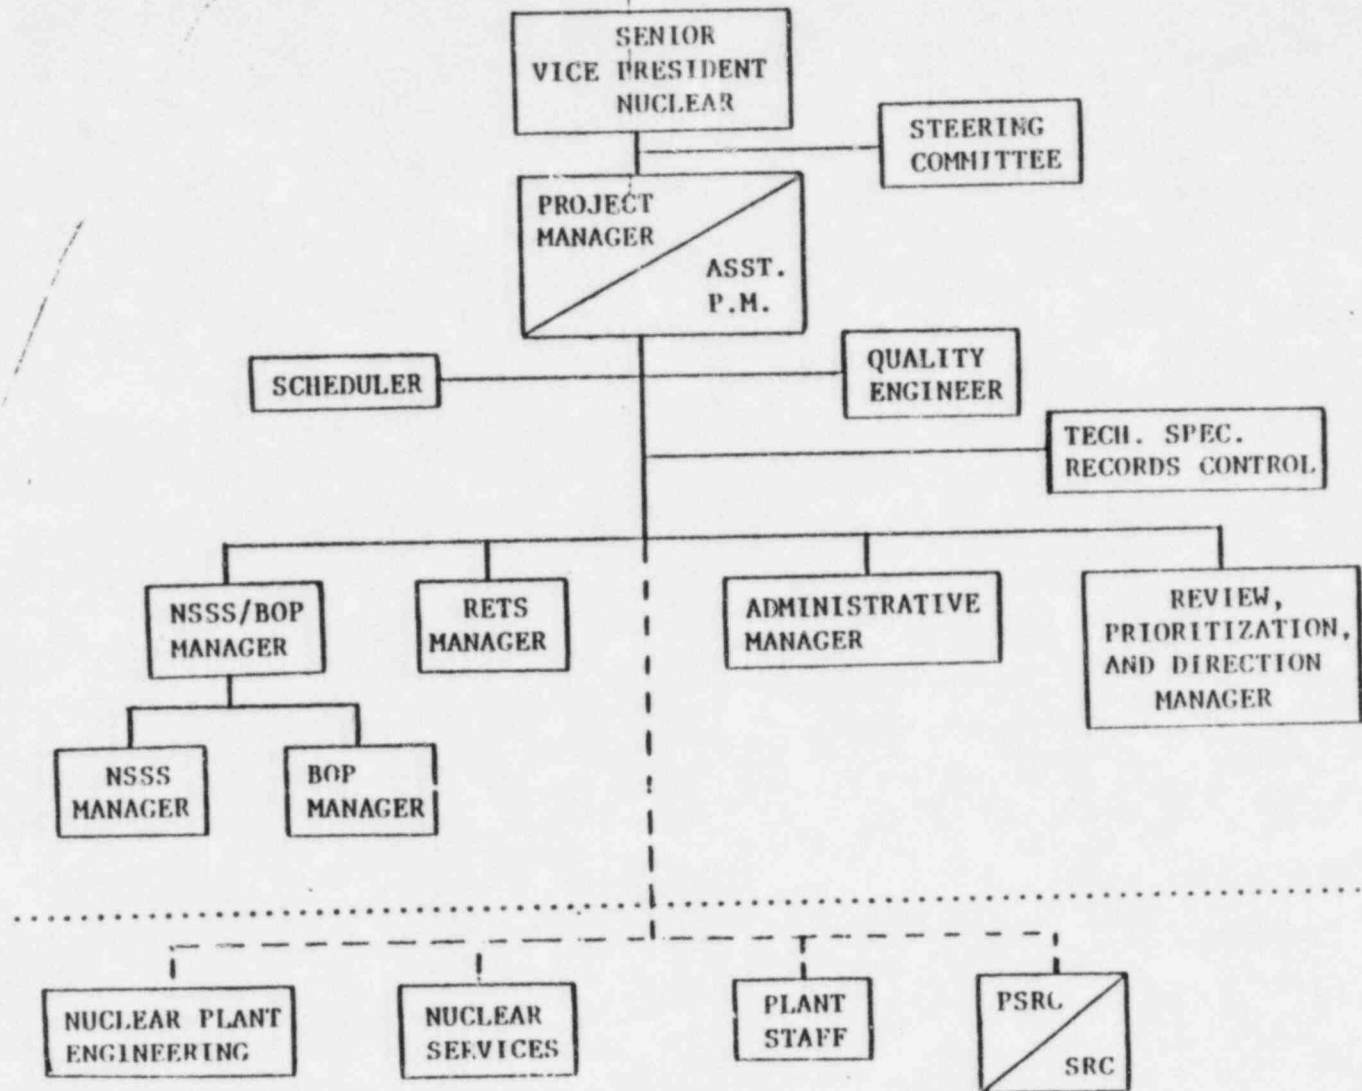 SENIOR
VICE PRESIDENT
NUCLEAR
STEERING
COMMITTEE
PROJECT
MANAGER
ASST.
P.M.
SCHEDULER
QUALITY
ENGINEER
TECH. SPEC.
RECORDS CONTROL
NSSS/BOP
MANAGER
RETS
MANAGER
ADMINISTRATIVE
MANAGER
REVIEW,
PRIORITIZATION,
AND DIRECTION
MANAGER
NSSS
MANAGER
BOP
MANAGER
NUCLEAR PLANT
ENGINEERING
NUCLEAR
SERVICES
PLANT
STAFF
PSRC
SRC